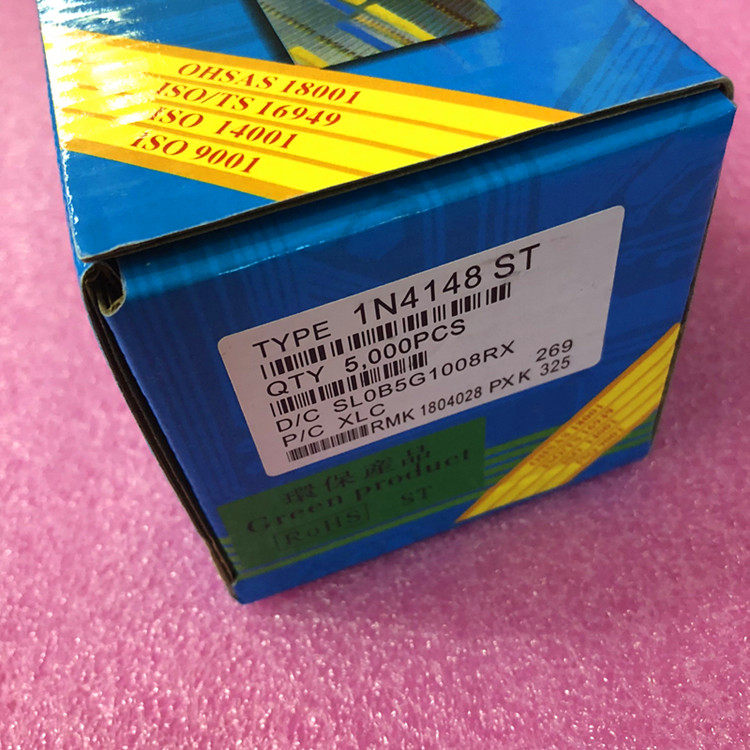 OHSAS 18001
ISO/TS 16949
ISO 14001
ISO 9001
TYPE 1N4148 ST
QTY 5,000PCS
D/C SL0B5G1008RX 269
P/C XLC
RMK 1804028 PXK 325
環保產品
Green product
RoHS ST